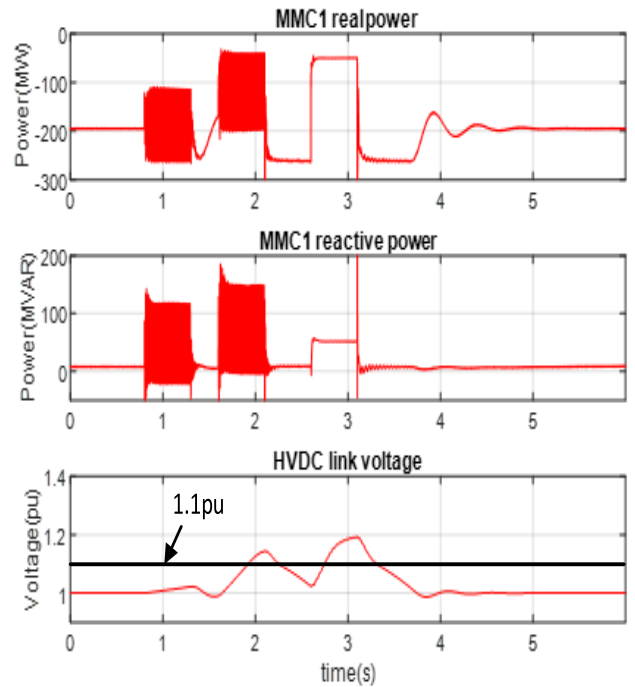 MMC1 real power
Power(MW)
0
-100
-200
-300
0 1 2 3 4 5
MMC1 reactive power
Power(MVAR)
200
100
0
0 1 2 3 4 5
HVDC link voltage
Voltage(pu)
1.4
1.2
1
1.1pu
0 1 2 3 4 5
time(s)